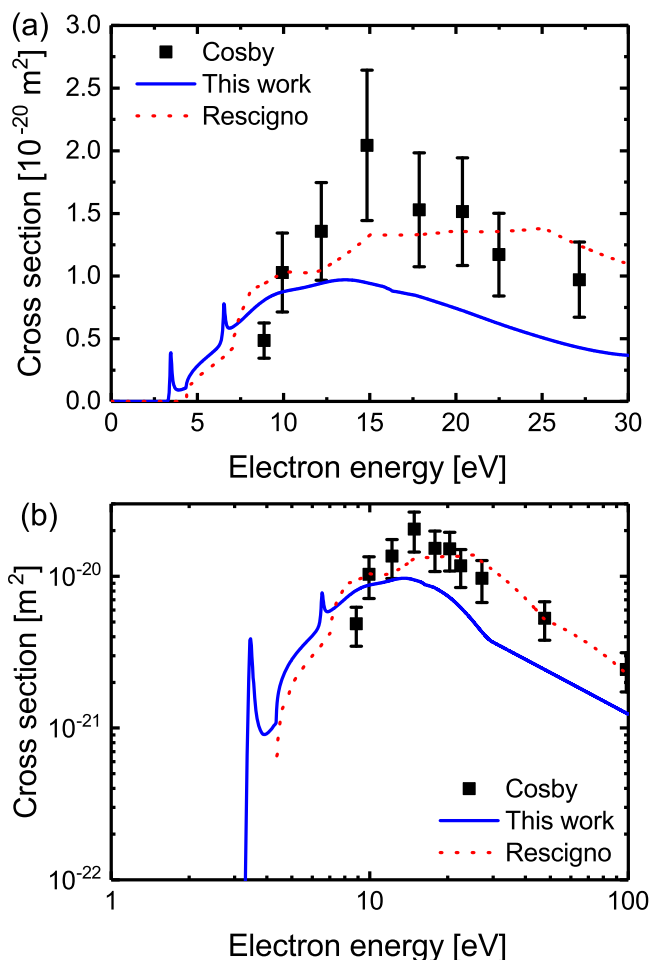 (a)
3.0
2.5
2.0
1.5
1.0
0.5
0.0
Cross section [10⁻²⁰ m²]
Cosby
This work
Rescigno
0 5 10 15 20 25 30
Electron energy [eV]
(b)
10⁻²⁰
10⁻²¹
10⁻²²
Cross section [m²]
Cosby
This work
Rescigno
1 10 100
Electron energy [eV]